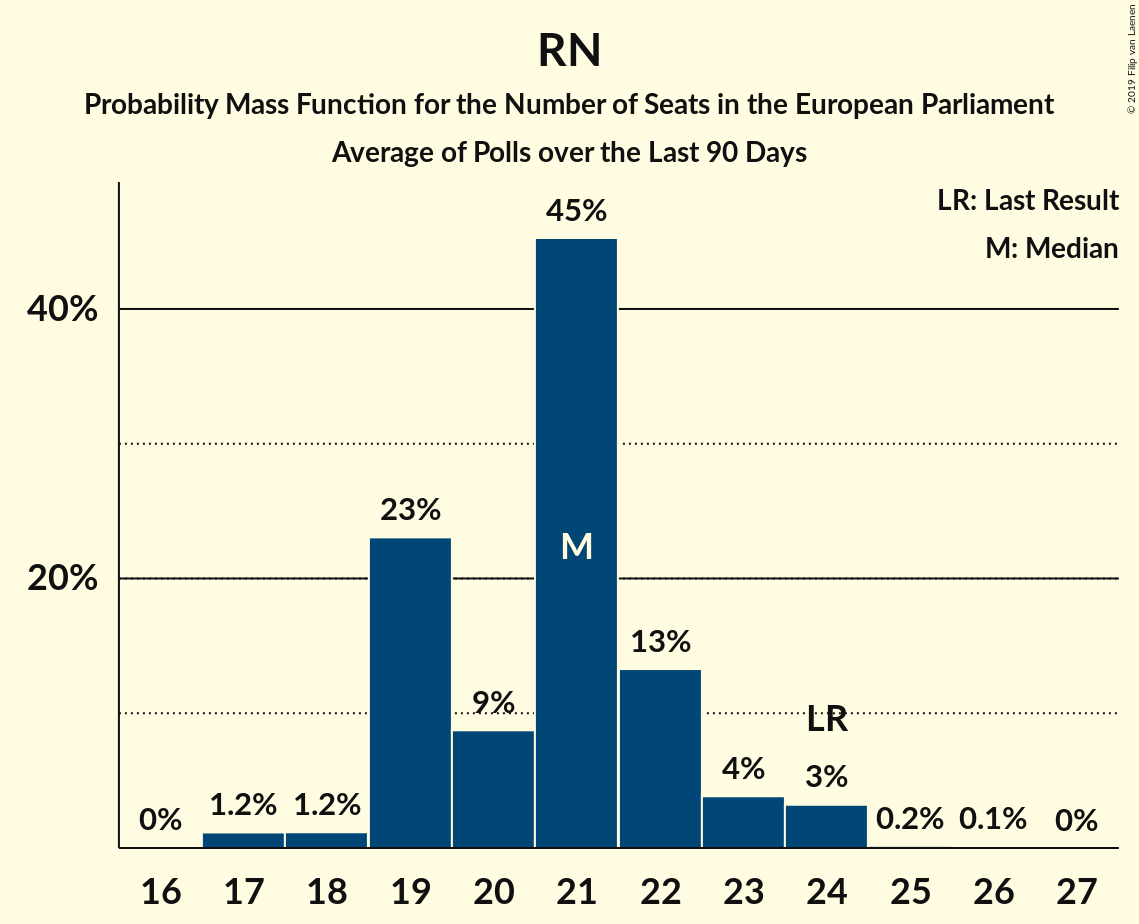 RN
Probability Mass Function for the Number of Seats in the European Parliament
Average of Polls over the Last 90 Days
© 2019 Filip van Laenen
LR: Last Result
M: Median
40%
20%
0%
1.2%
1.2%
23%
9%
45%
M
13%
4%
LR
3%
0.2%
0.1%
0%
16 17 18 19 20 21 22 23 24 25 26 27